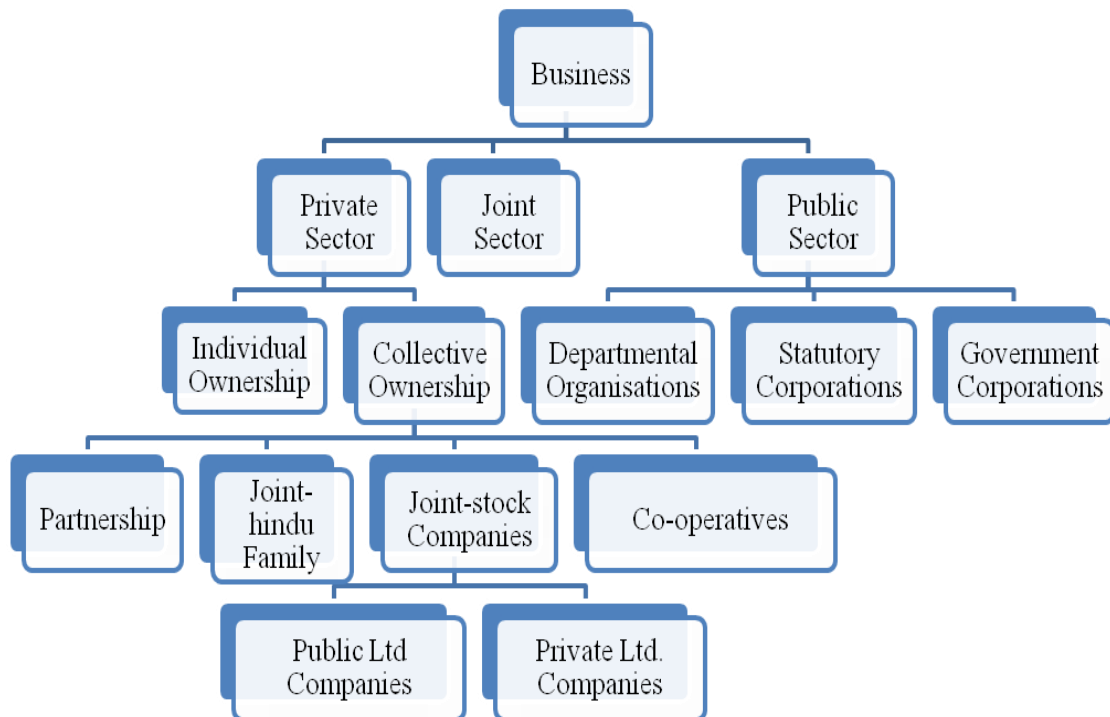 Business
Private
Sector
Joint
Sector
Public
Sector
Individual
Ownership
Collective
Ownership
Departmental
Organisations
Statutory
Corporations
Government
Corporations
Partnership
Joint-
hindu
Family
Joint-stock
Companies
Co-operatives
Public Ltd
Companies
Private Ltd.
Companies